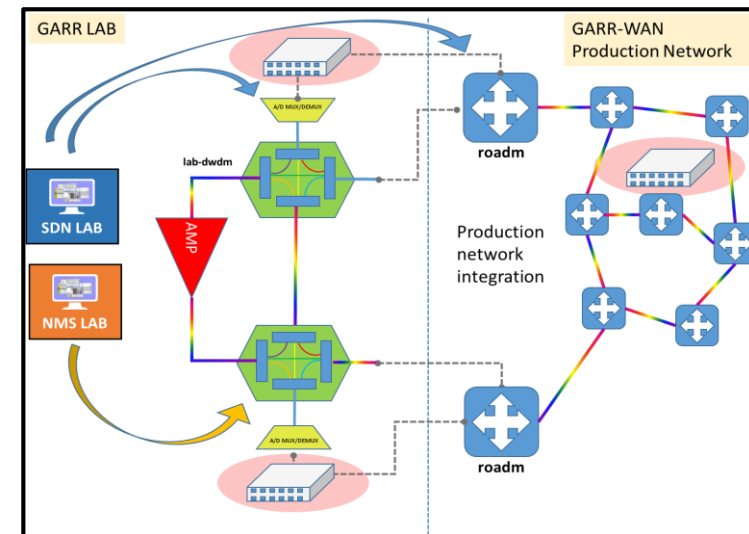 GARR LAB
GARR-WAN
Production Network
A/D MUX/DEMUX
lab-dwdm
roadm
SDN LAB
AMP
Production
network
integration
NMS LAB
A/D MUX/DEMUX
roadm